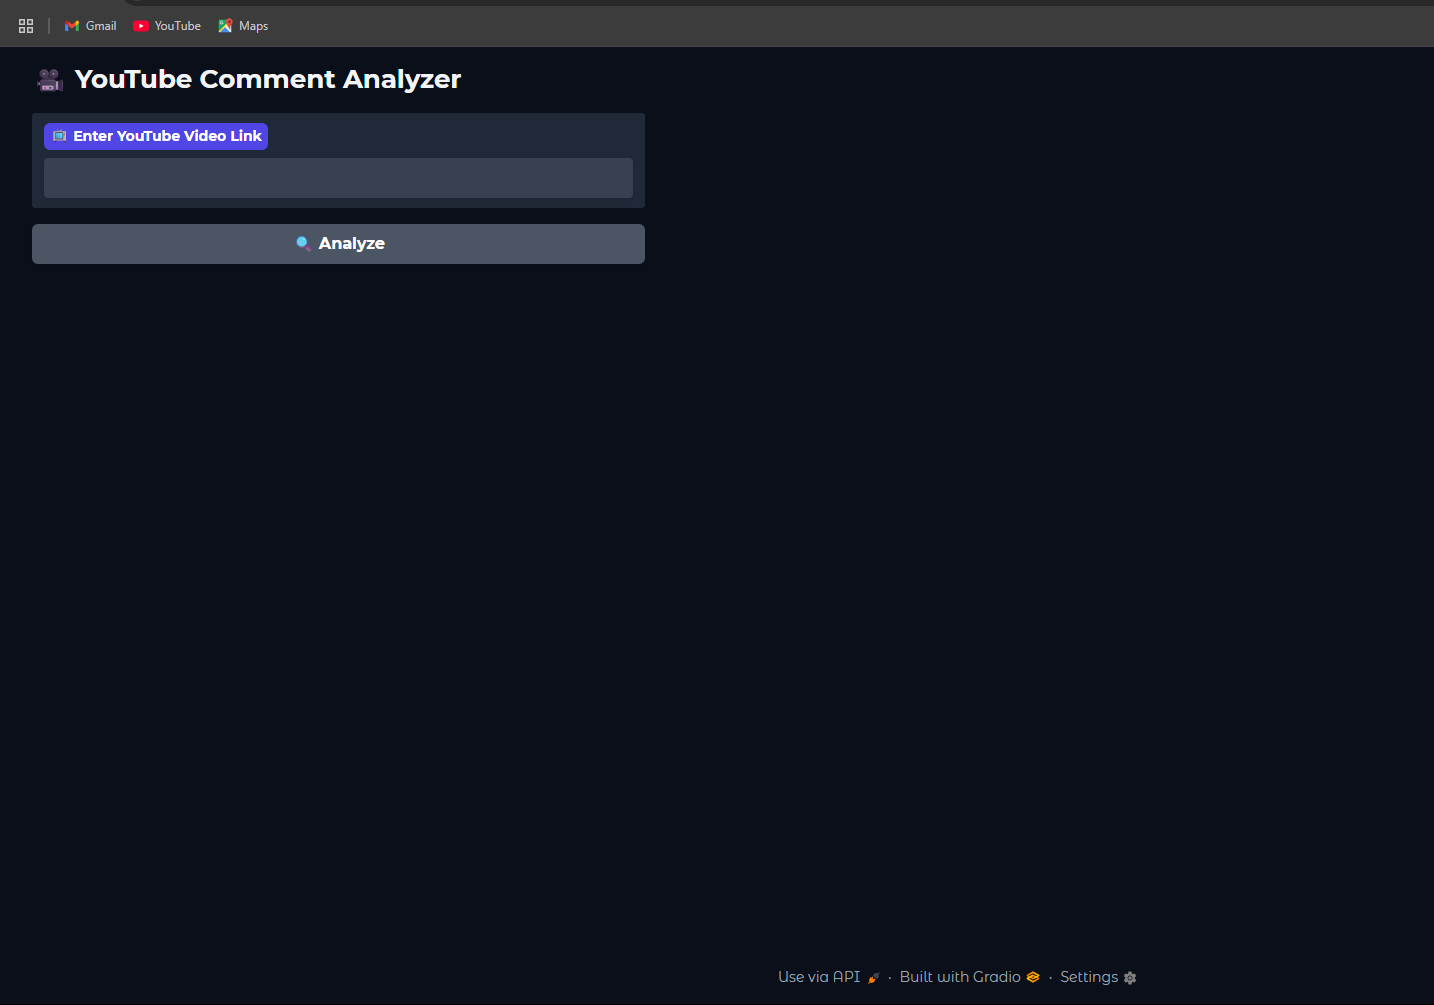 Gmail YouTube Maps
YouTube Comment Analyzer
Enter YouTube Video Link
Analyze
Use via API · Built with Gradio · Settings